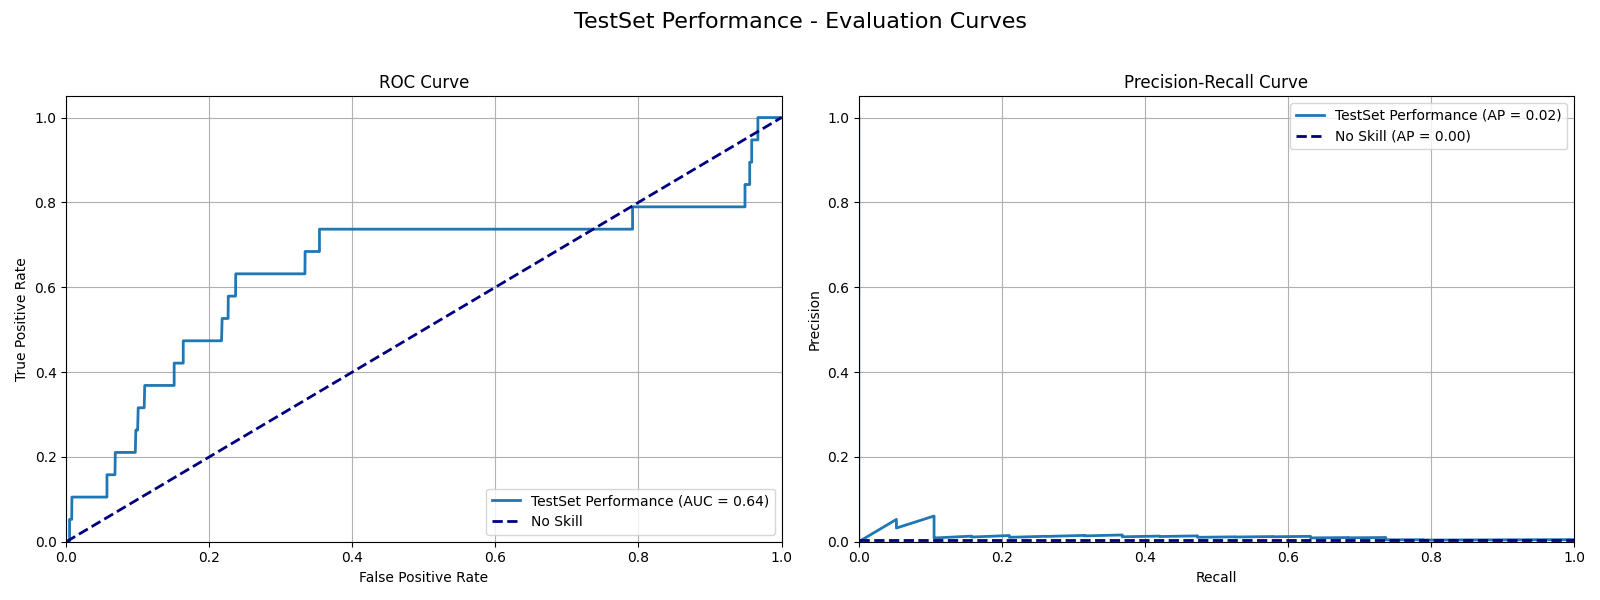 TestSet Performance - Evaluation Curves
ROC Curve
True Positive Rate
1.0
0.8
0.6
0.4
0.2
0.0
0.0 0.2 0.4 0.6 0.8 1.0
False Positive Rate
TestSet Performance (AUC = 0.64)
No Skill
Precision-Recall Curve
Precision
1.0
0.8
0.6
0.4
0.2
0.0
0.0 0.2 0.4 0.6 0.8 1.0
Recall
TestSet Performance (AP = 0.02)
No Skill (AP = 0.00)